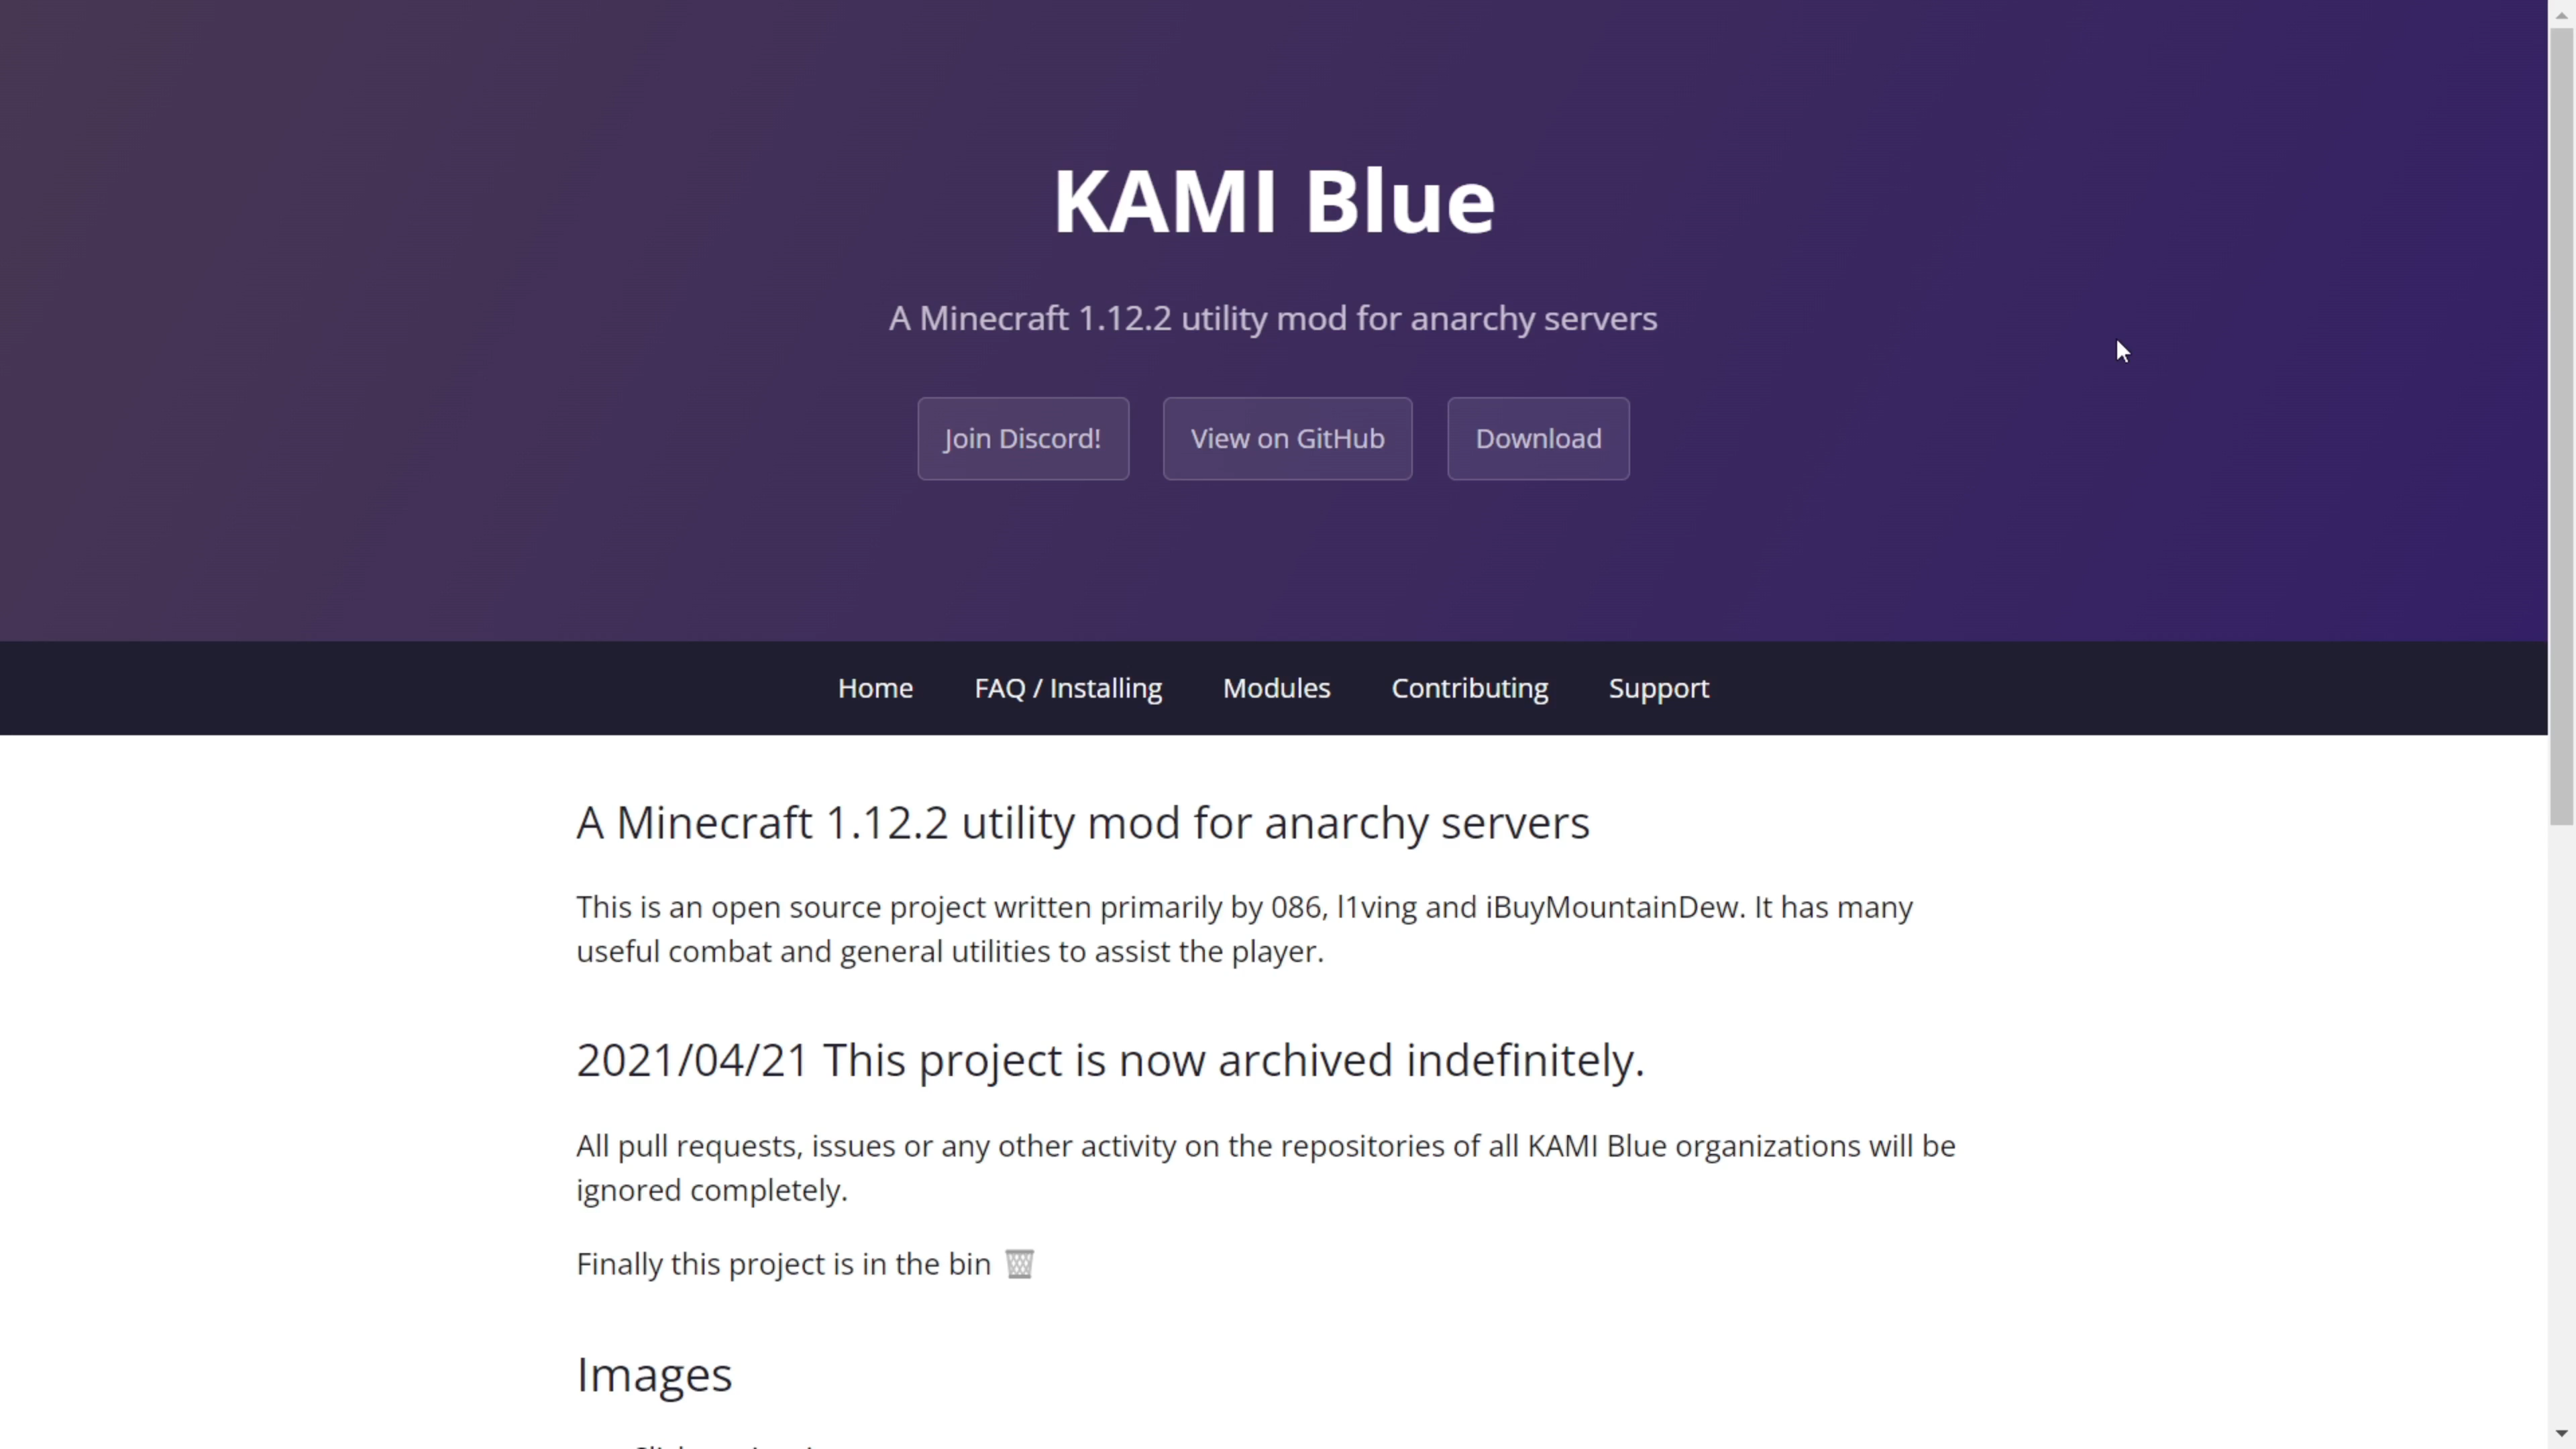 KAMI Blue
A Minecraft 1.12.2 utility mod for anarchy servers
Join Discord!
View on GitHub
Download
Home
FAQ / Installing
Modules
Contributing
Support
A Minecraft 1.12.2 utility mod for anarchy servers
This is an open source project written primarily by 086, l1ving and iBuyMountainDew. It has many
useful combat and general utilities to assist the player.
2021/04/21 This project is now archived indefinitely.
All pull requests, issues or any other activity on the repositories of all KAMI Blue organizations will be
ignored completely.
Finally this project is in the bin 🗑
Images